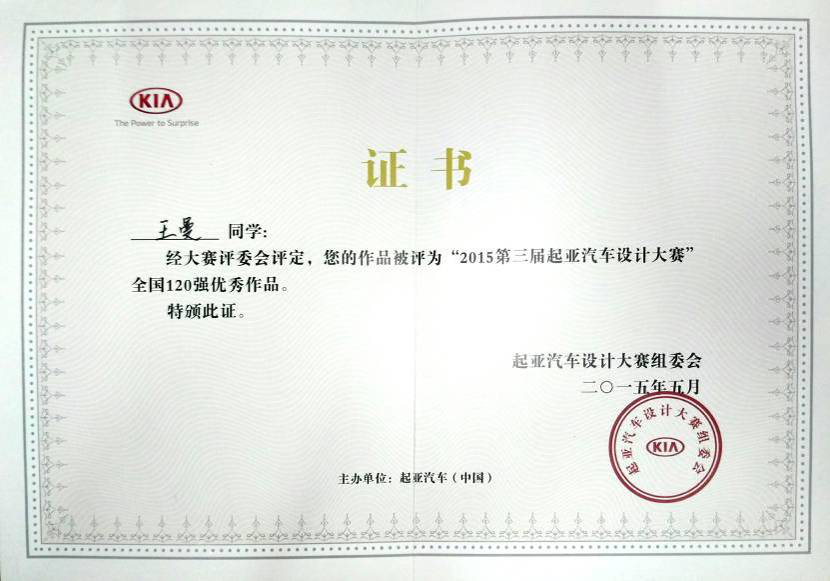 KIA
The Power to Surprise
证书
王曼 同学:
经大赛评委会评定，您的作品被评为“2015第三届起亚汽车设计大赛”
全国120强优秀作品。
特颁此证。
起亚汽车设计大赛组委会
二〇一五年五月
起亚汽车设计大赛组委会
KIA
主办单位：起亚汽车（中国）